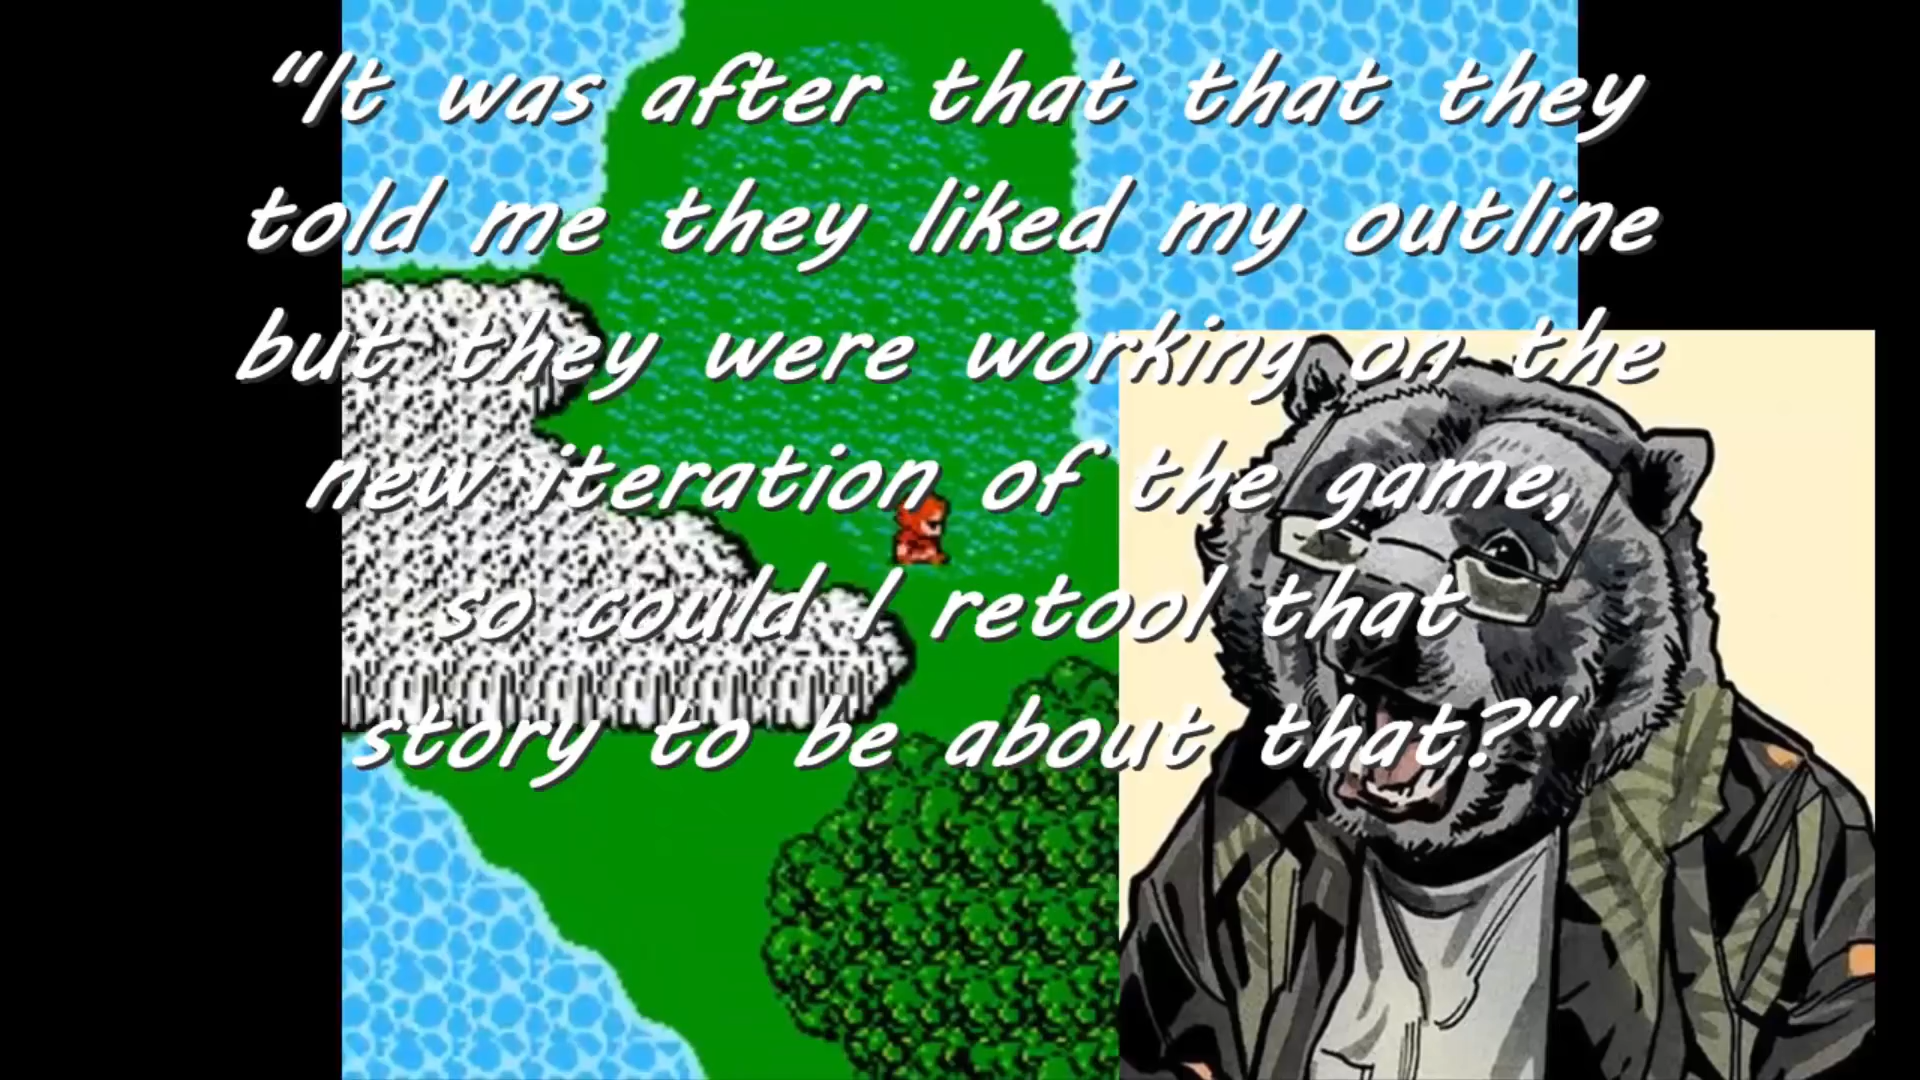 “It was after that that they
told me they liked my outline
but they were working on the
new iteration of the game,
so could I retool that
story to be about that?“